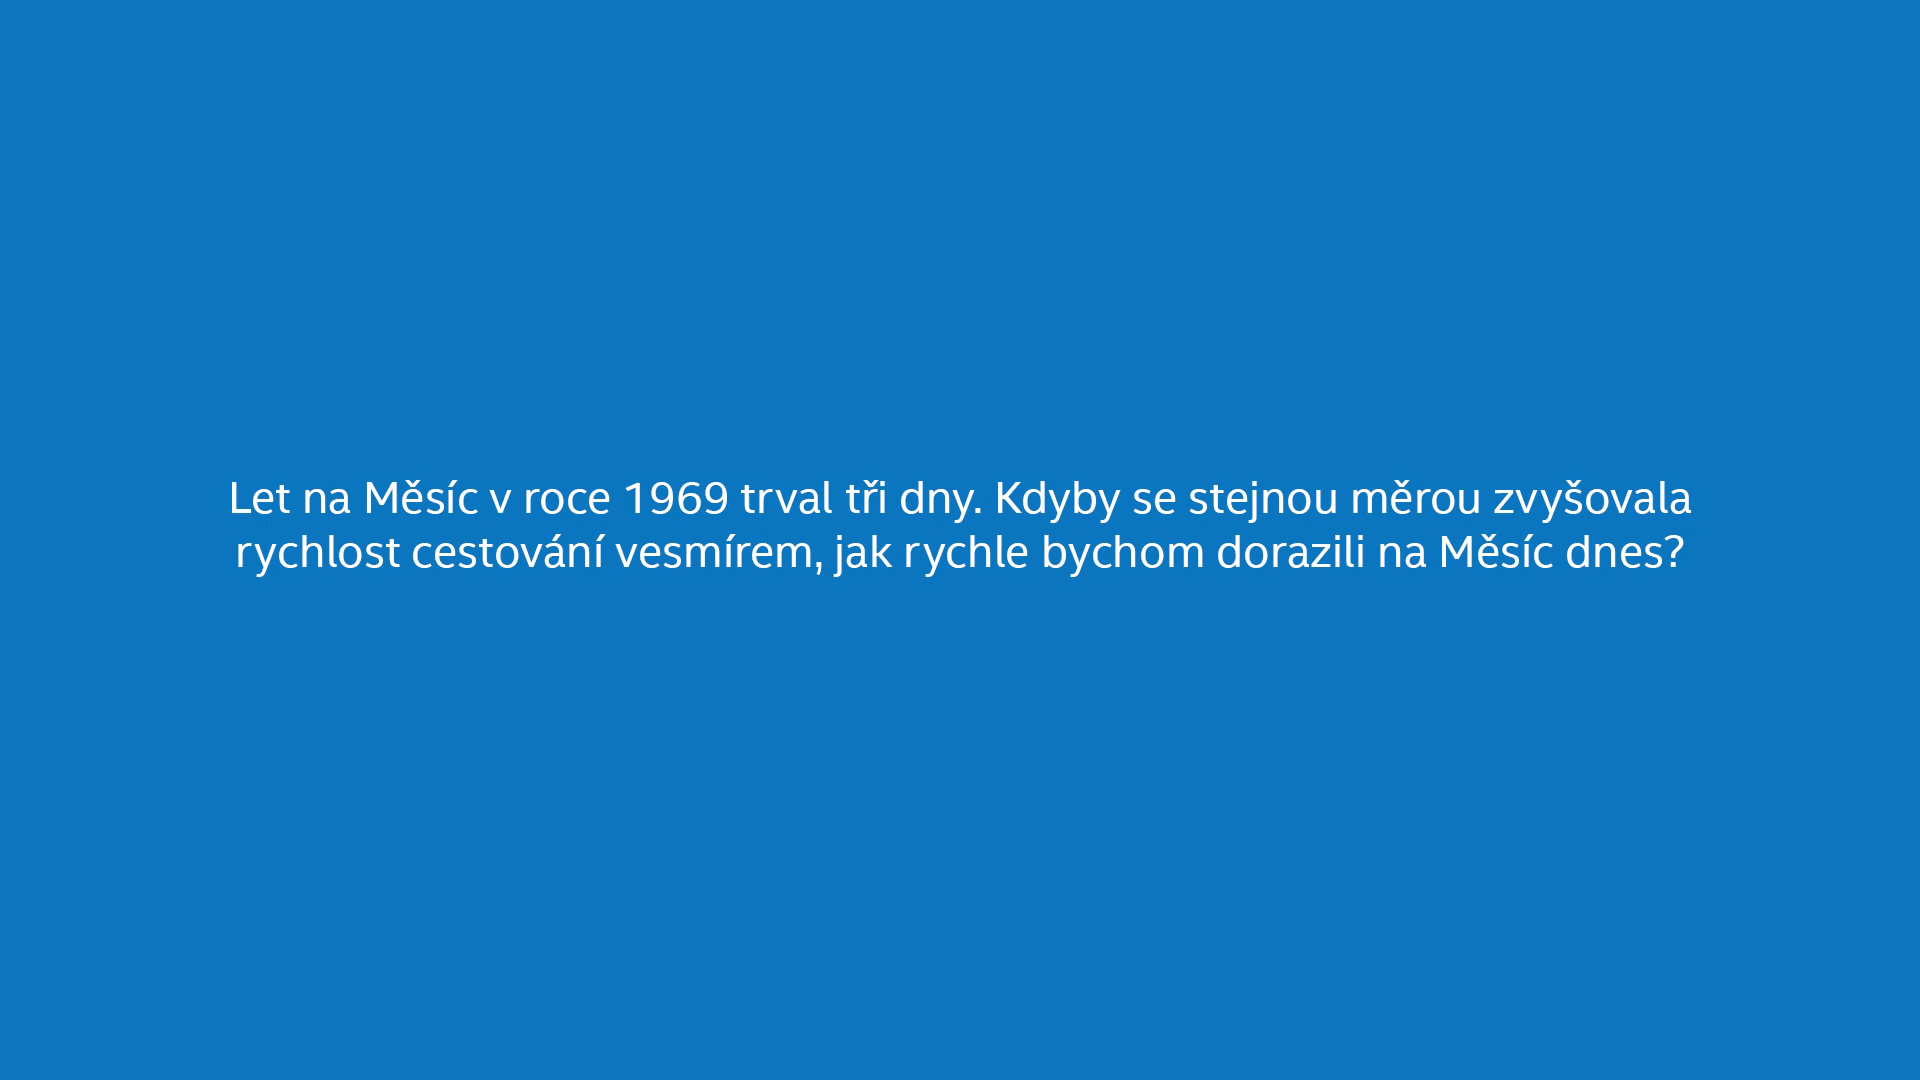 Let na Měsíc v roce 1969 trval tři dny. Kdyby se stejnou měrou zvyšovala
rychlost cestování vesmírem, jak rychle bychom dorazili na Měsíc dnes?